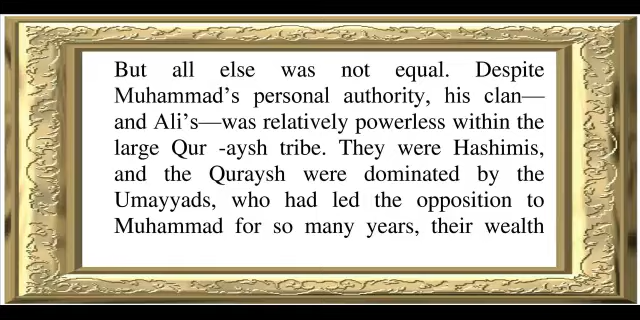 But all else was not equal. Despite
Muhammad’s personal authority, his clan—
and Ali’s—was relatively powerless within the
large Qur -aysh tribe. They were Hashimis,
and the Quraysh were dominated by the
Umayyads, who had led the opposition to
Muhammad for so many years, their wealth